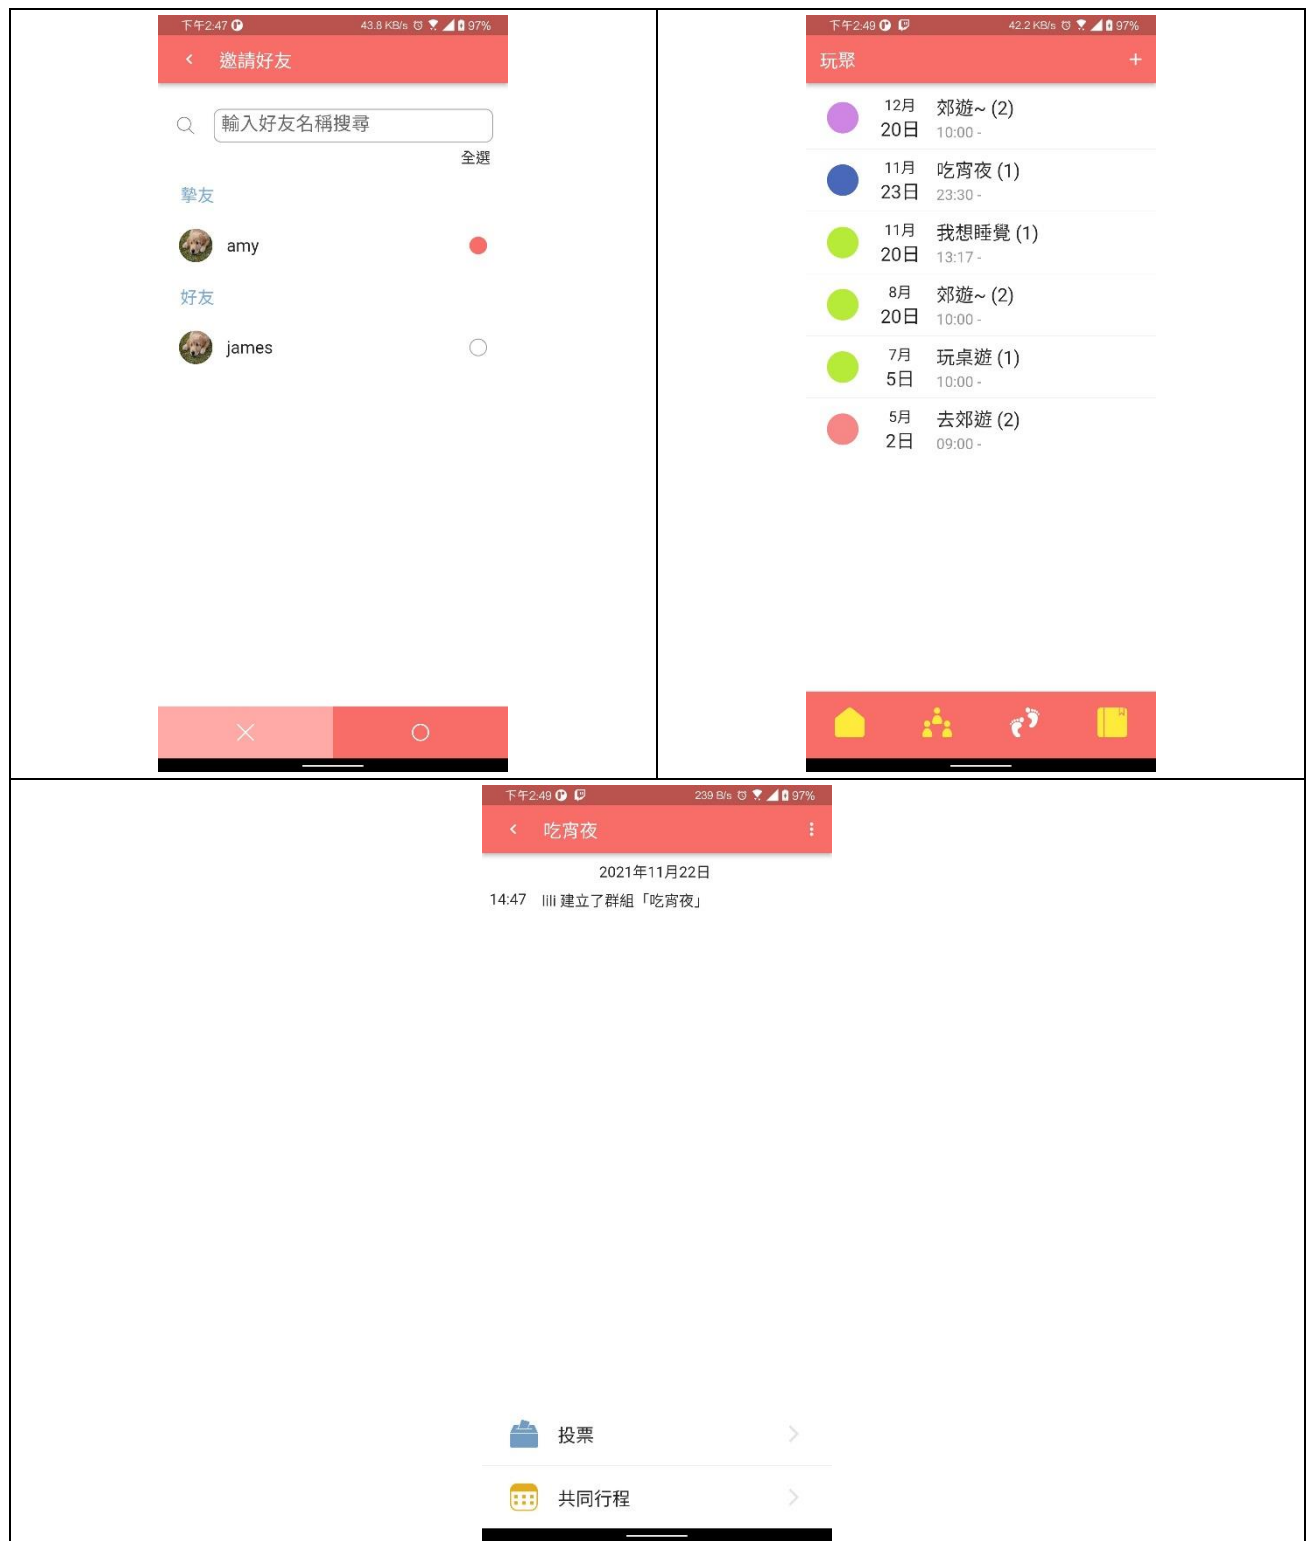 下午2:47 43.8 KB/s 97%
邀請好友
輸入好友名稱搜尋
全選
摯友
amy
好友
james
下午2:49 42.2 KB/s 97%
玩聚 +
12月 郊遊~ (2)
20日 10:00 -
11月 吃宵夜 (1)
23日 23:30 -
11月 我想睡覺 (1)
20日 13:17 -
8月 郊遊~ (2)
20日 10:00 -
7月 玩桌遊 (1)
5日 10:00 -
5月 去郊遊 (2)
2日 09:00 -
下午2:49 239 B/s 97%
吃宵夜
2021年11月22日
14:47 lili 建立了群組「吃宵夜」
投票
共同行程